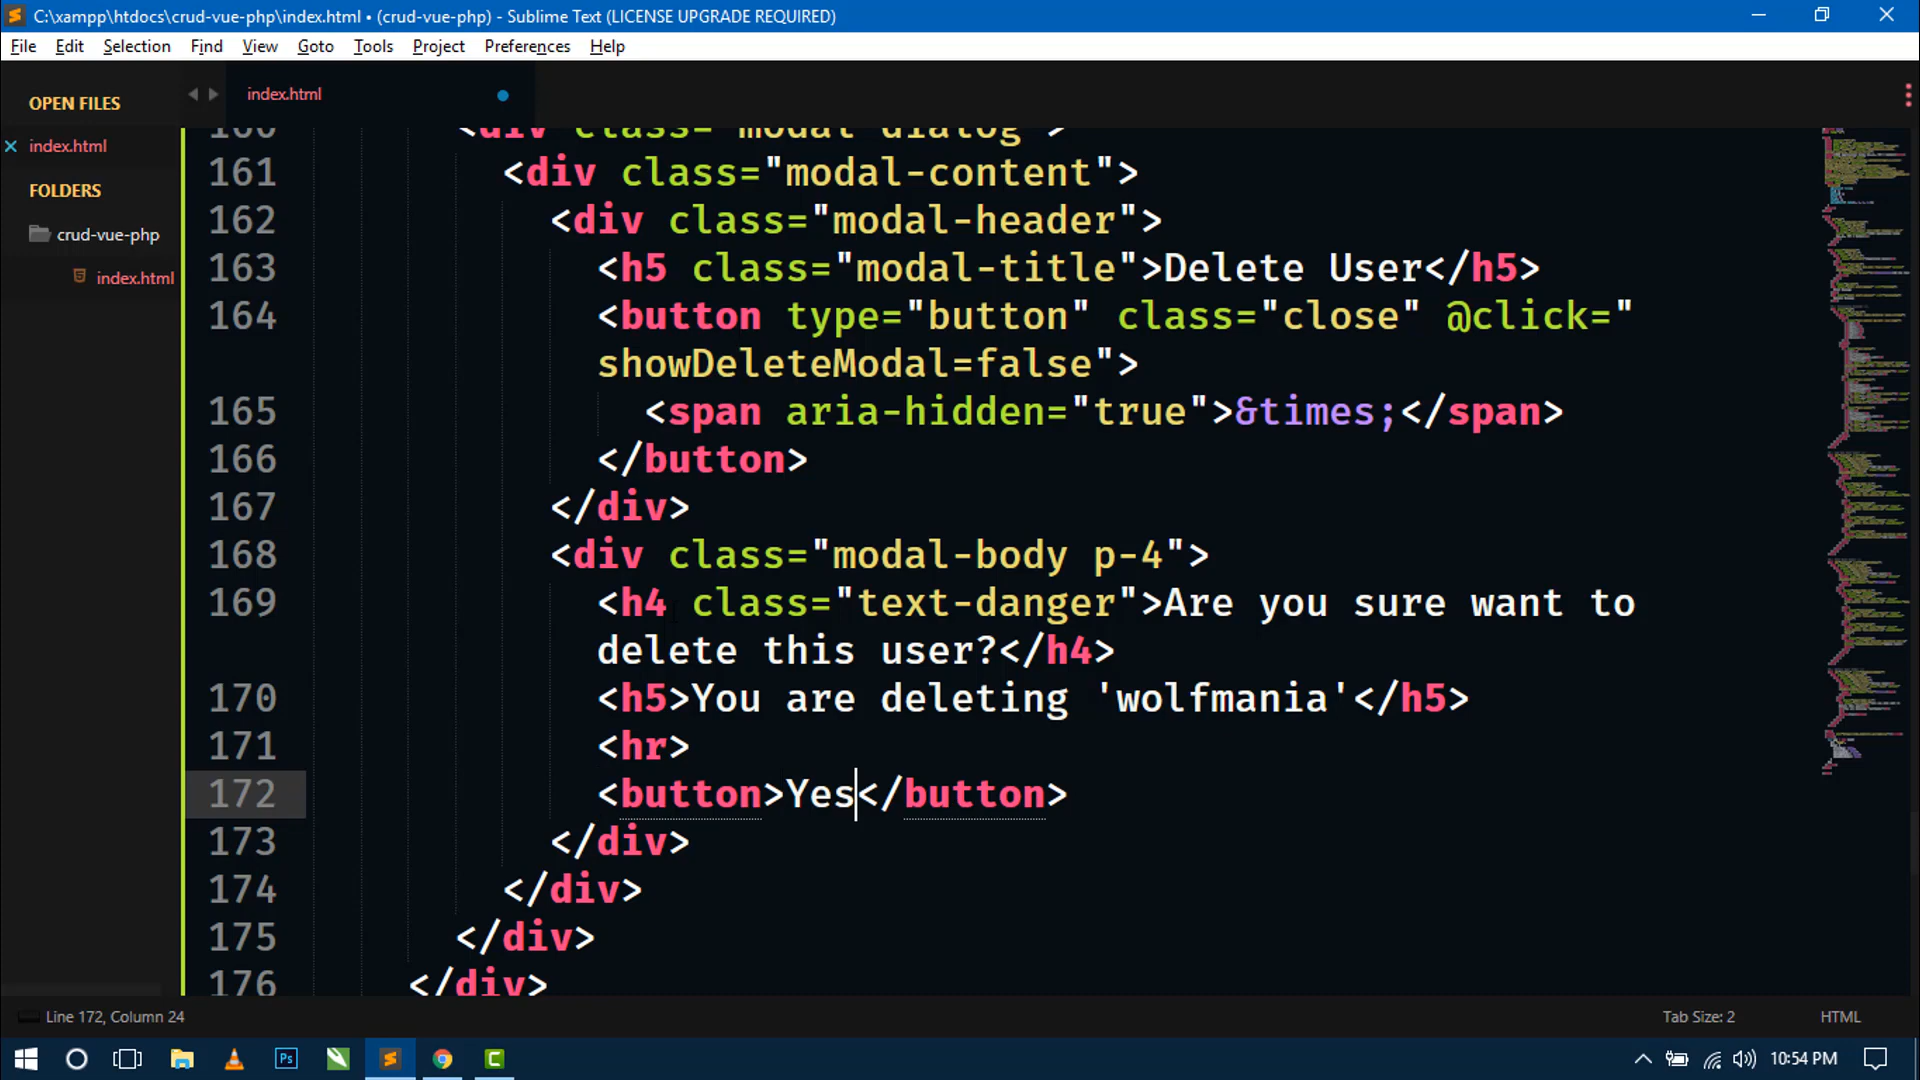 C:\xampp\htdocs\crud-vue-php\index.html • (crud-vue-php) - Sublime Text (LICENSE UPGRADE REQUIRED)
File Edit Selection Find View Goto Tools Project Preferences Help
OPEN FILES
index.html
FOLDERS
crud-vue-php
index.html
index.html
160 <div class="modal-dialog">
161 <div class="modal-content">
162 <div class="modal-header">
163 <h5 class="modal-title">Delete User</h5>
164 <button type="button" class="close" @click="
showDeleteModal=false">
165 <span aria-hidden="true">&times;</span>
166 </button>
167 </div>
168 <div class="modal-body p-4">
169 <h4 class="text-danger">Are you sure want to
delete this user?</h4>
170 <h5>You are deleting 'wolfmania'</h5>
171 <hr>
172 <button>Yes</button>
173 </div>
174 </div>
175 </div>
176 </div>
Line 172, Column 24
Tab Size: 2
HTML
Ps
C
10:54 PM